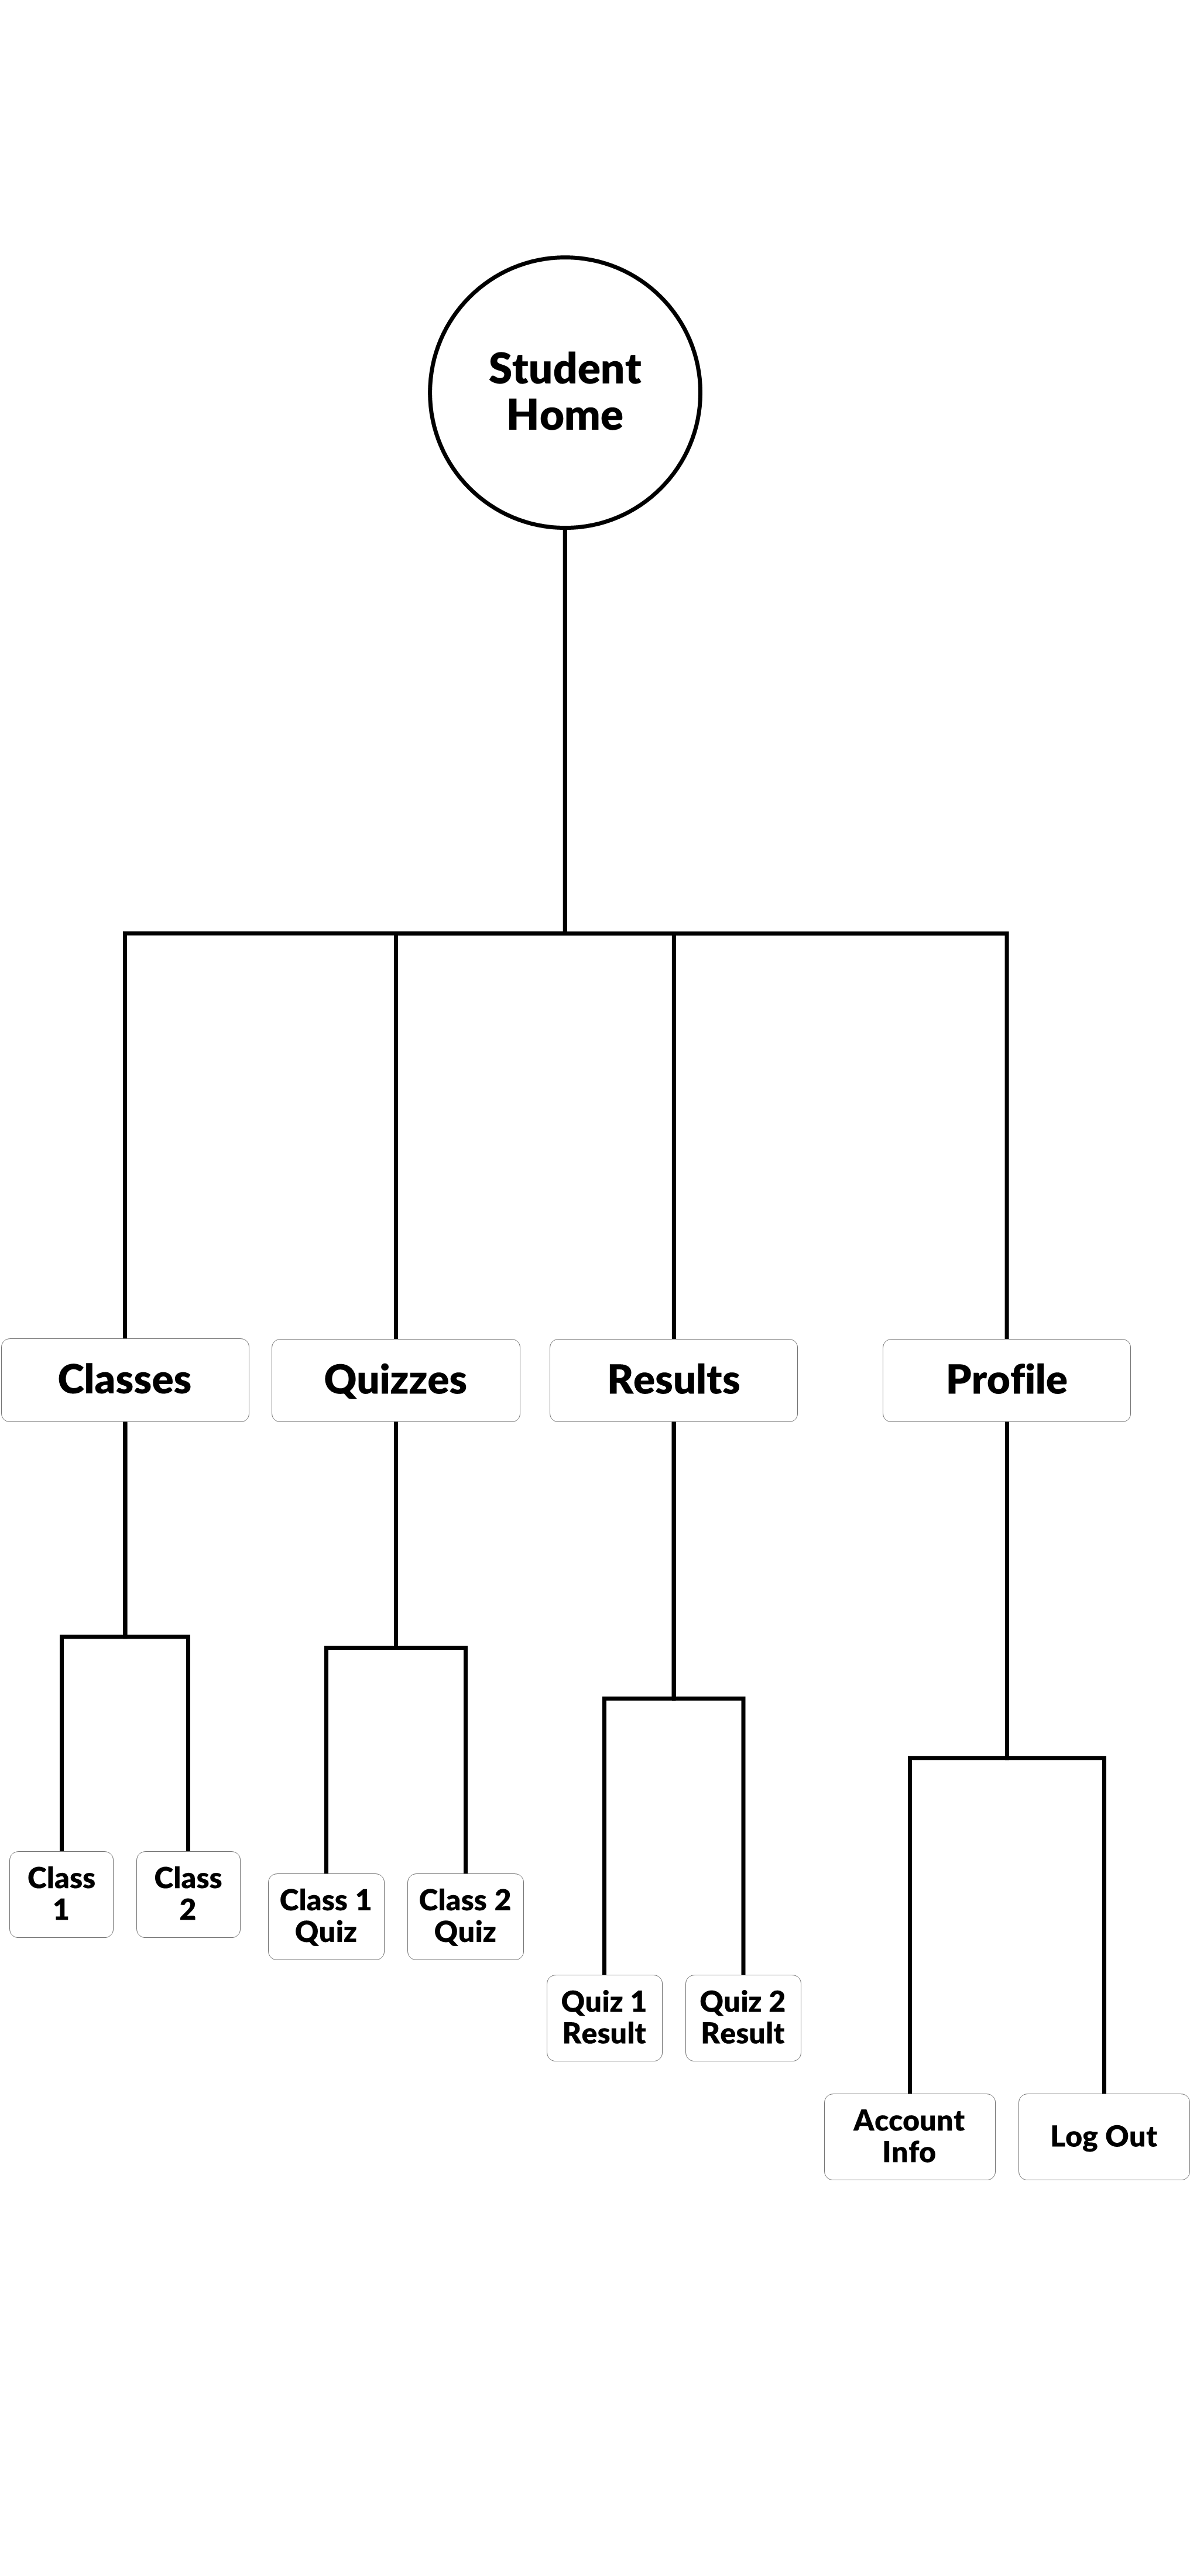 Student
Home
Classes
Quizzes
Results
Profile
Class
1
Class
2
Class 1
Quiz
Class 2
Quiz
Quiz 1
Result
Quiz 2
Result
Account
Info
Log Out